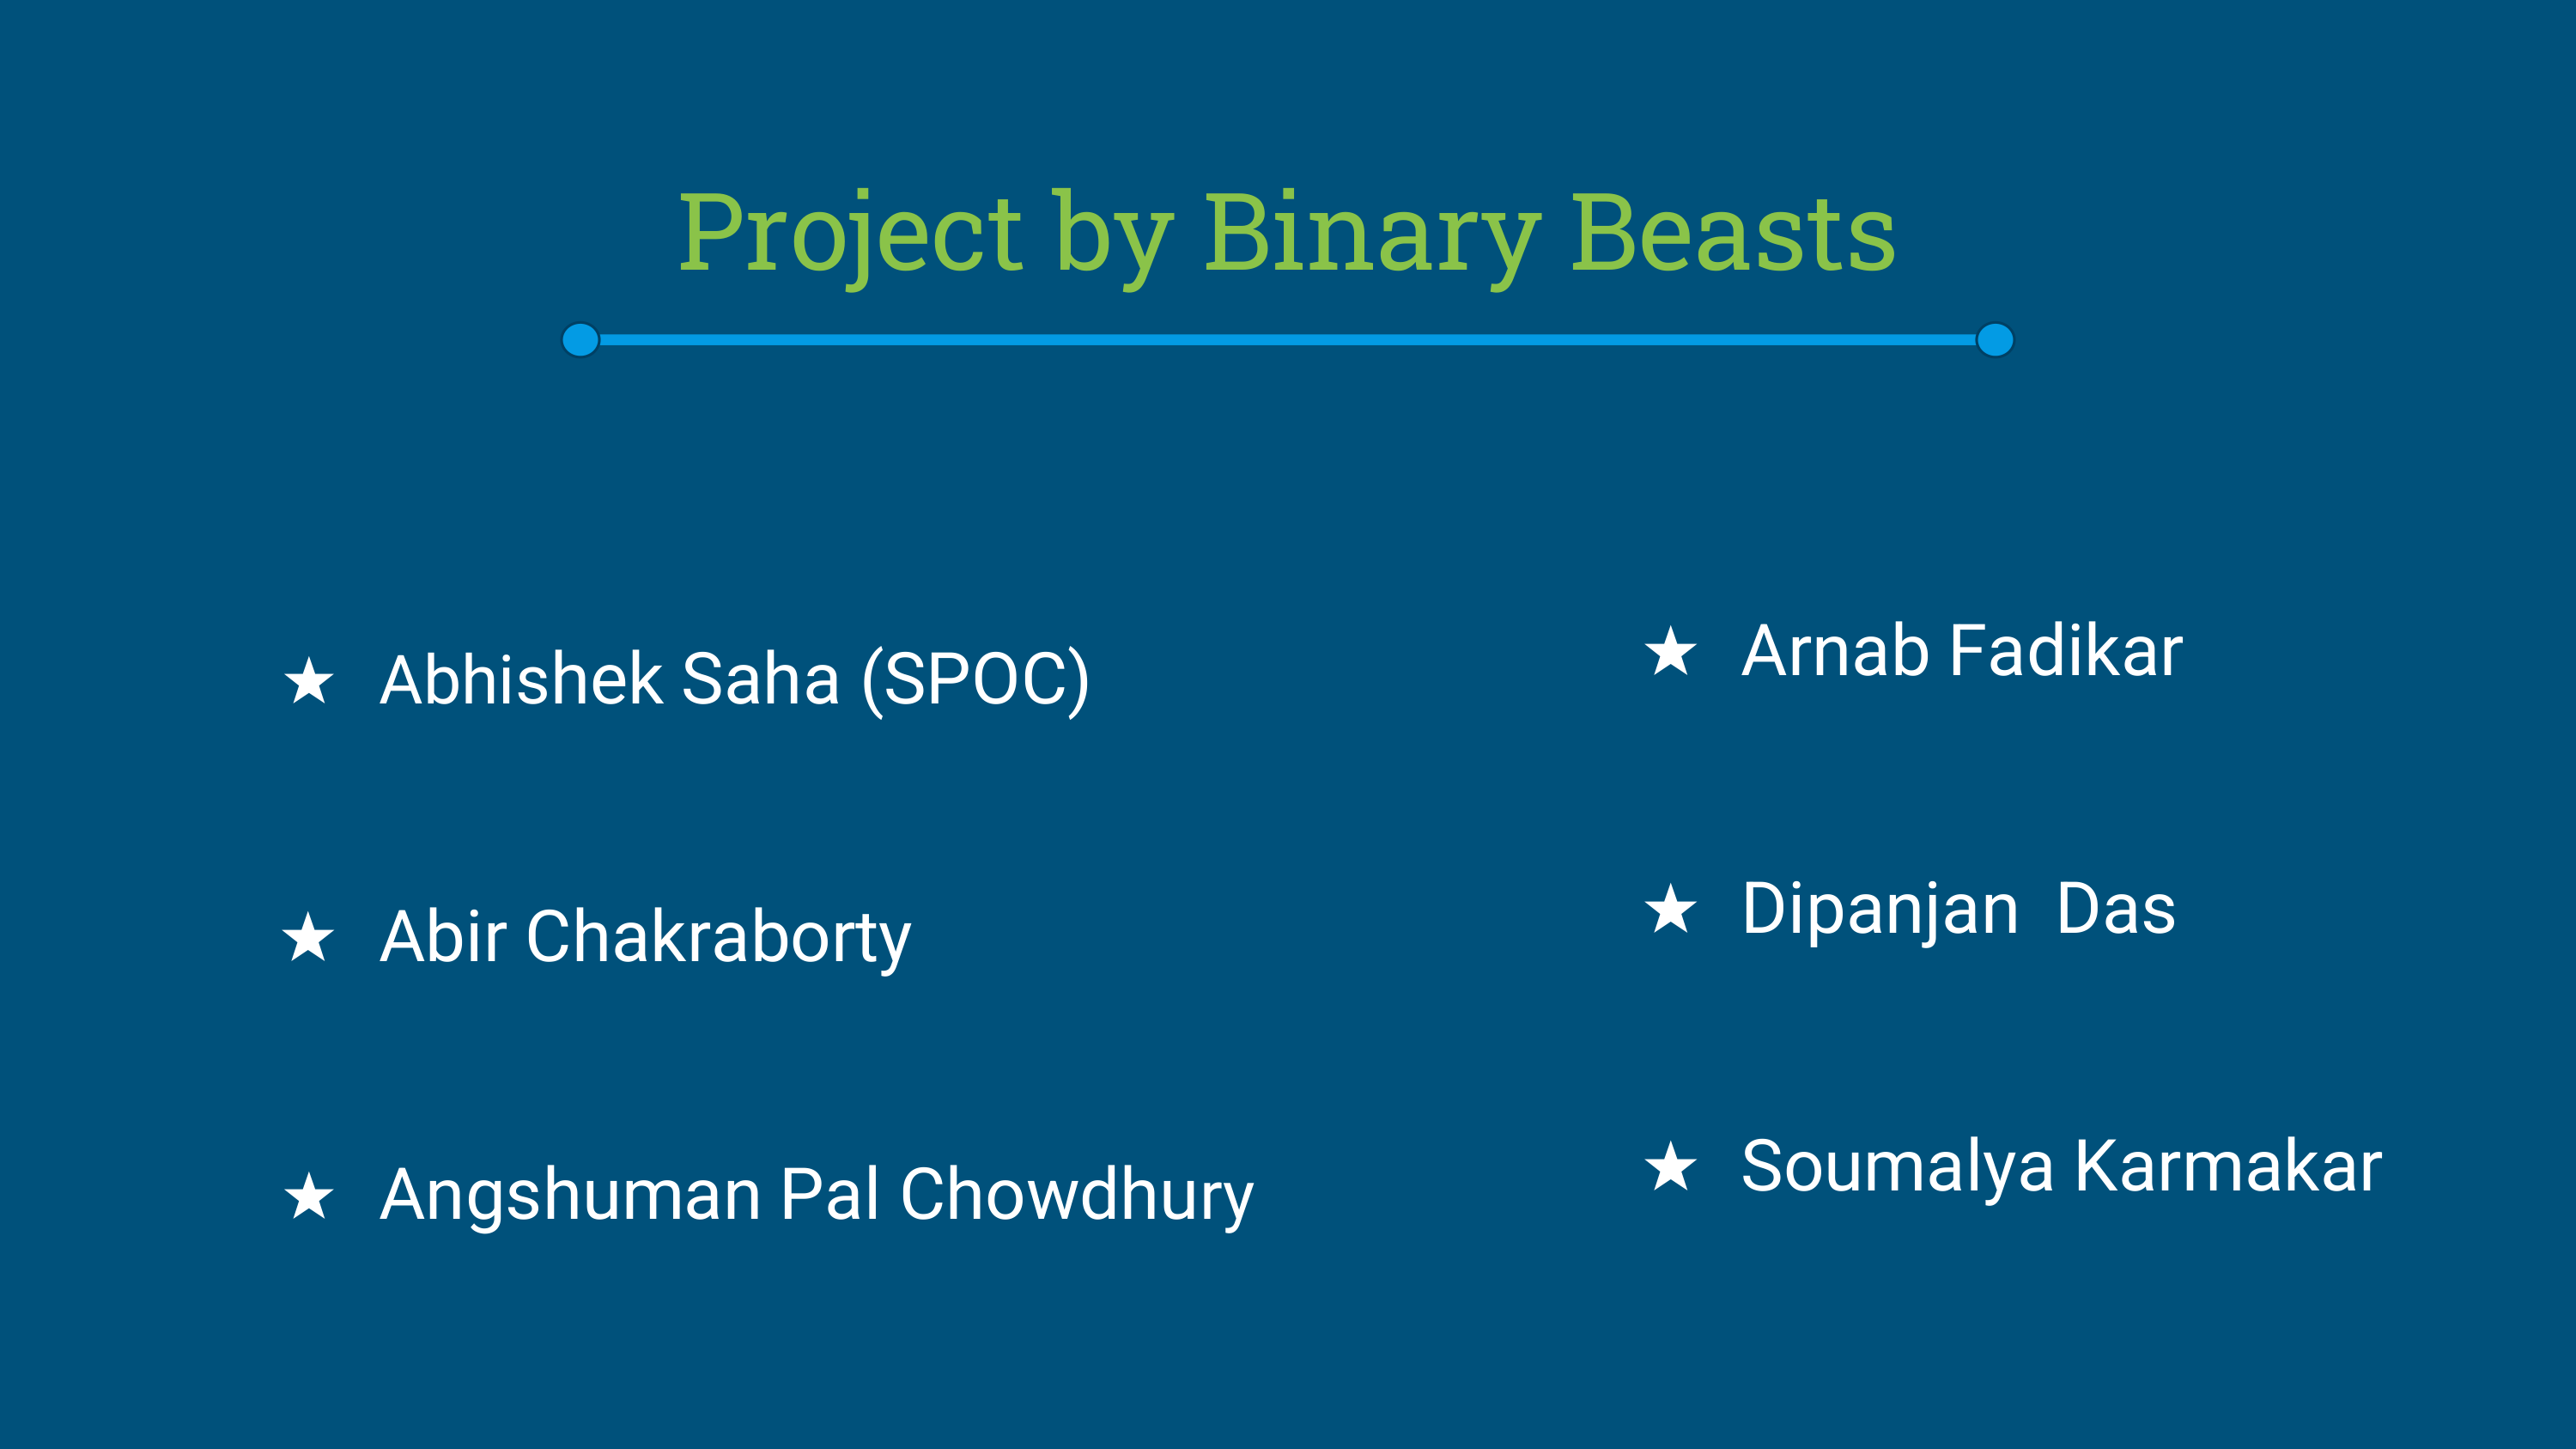 Project by Binary Beasts
★ Abhishek Saha (SPOC)
★ Abir Chakraborty
★ Angshuman Pal Chowdhury
★ Arnab Fadikar
★ Dipanjan  Das
★ Soumalya Karmakar